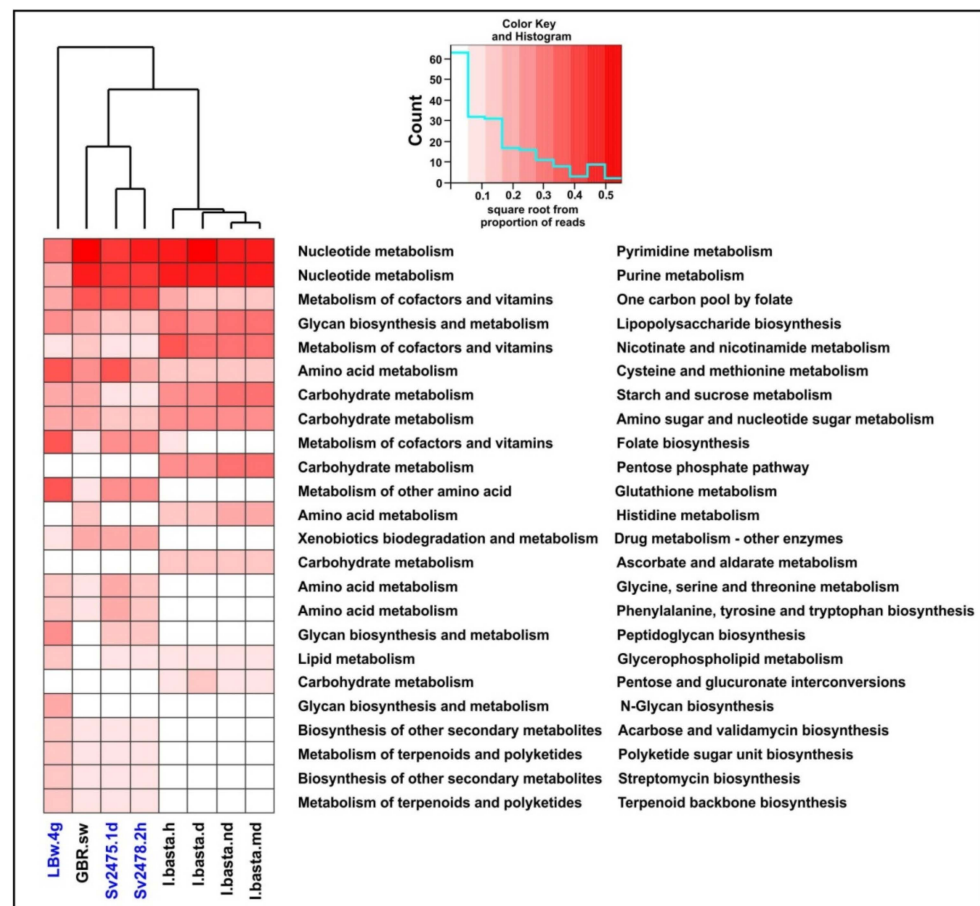 Color Key
and Histogram
Count
60
50
40
30
20
10
0
0.1 0.2 0.3 0.4 0.5
square root from
proportion of reads
Nucleotide metabolism Pyrimidine metabolism
Nucleotide metabolism Purine metabolism
Metabolism of cofactors and vitamins One carbon pool by folate
Glycan biosynthesis and metabolism Lipopolysaccharide biosynthesis
Metabolism of cofactors and vitamins Nicotinate and nicotinamide metabolism
Amino acid metabolism Cysteine and methionine metabolism
Carbohydrate metabolism Starch and sucrose metabolism
Carbohydrate metabolism Amino sugar and nucleotide sugar metabolism
Metabolism of cofactors and vitamins Folate biosynthesis
Carbohydrate metabolism Pentose phosphate pathway
Metabolism of other amino acid Glutathione metabolism
Amino acid metabolism Histidine metabolism
Xenobiotics biodegradation and metabolism Drug metabolism - other enzymes
Carbohydrate metabolism Ascorbate and aldarate metabolism
Amino acid metabolism Glycine, serine and threonine metabolism
Amino acid metabolism Phenylalanine, tyrosine and tryptophan biosynthesis
Glycan biosynthesis and metabolism Peptidoglycan biosynthesis
Lipid metabolism Glycerophospholipid metabolism
Carbohydrate metabolism Pentose and glucuronate interconversions
Glycan biosynthesis and metabolism N-Glycan biosynthesis
Biosynthesis of other secondary metabolites Acarbose and validamycin biosynthesis
Metabolism of terpenoids and polyketides Polyketide sugar unit biosynthesis
Biosynthesis of other secondary metabolites Streptomycin biosynthesis
Metabolism of terpenoids and polyketides Terpenoid backbone biosynthesis
LBw.4g
GBR.sw
Sv2475.1d
Sv2478.2h
I.basta.h
I.basta.d
I.basta.nd
I.basta.md